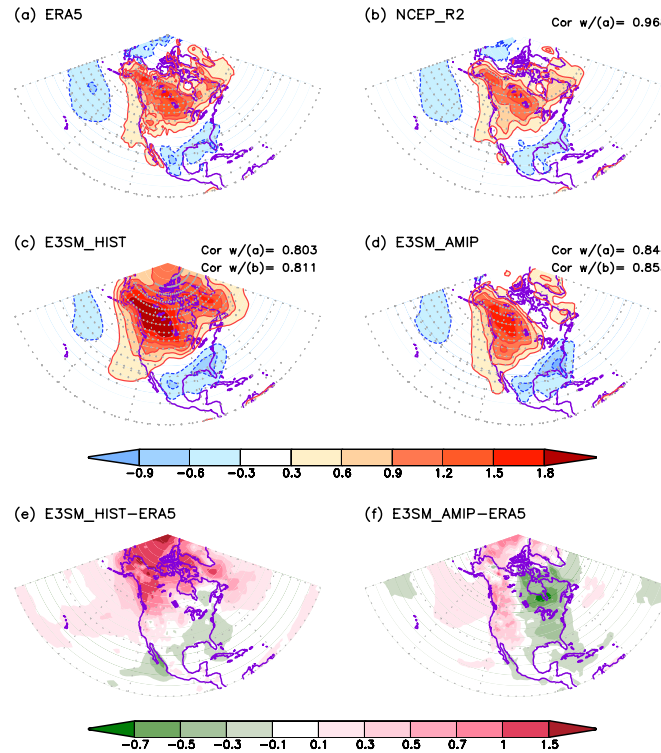 (a) ERA5
(b) NCEP_R2
Cor w/(a)= 0.96
(c) E3SM_HIST
Cor w/(a)= 0.803
Cor w/(b)= 0.811
(d) E3SM_AMIP
Cor w/(a)= 0.84
Cor w/(b)= 0.85
-0.9 -0.6 -0.3 0.3 0.6 0.9 1.2 1.5 1.8
(e) E3SM_HIST-ERA5
(f) E3SM_AMIP-ERA5
-0.7 -0.5 -0.3 -0.1 0.1 0.3 0.5 0.7 1 1.5